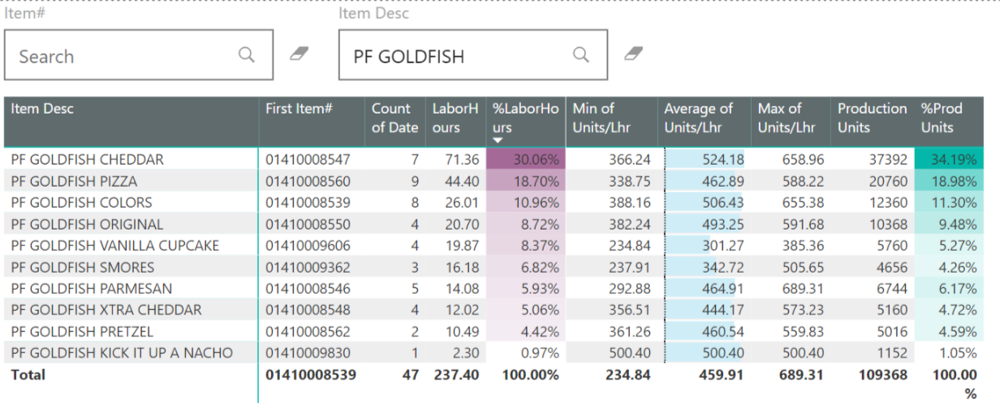 Item# Item Desc
Search PF GOLDFISH
Item Desc First Item# Count LaborH %LaborHo Min of Average of Max of Production %Prod
of Date ours urs Units/Lhr Units/Lhr Units/Lhr Units Units
PF GOLDFISH CHEDDAR 01410008547 7 71.36 30.06% 366.24 524.18 658.96 37392 34.19%
PF GOLDFISH PIZZA 01410008560 9 44.40 18.70% 338.75 462.89 588.22 20760 18.98%
PF GOLDFISH COLORS 01410008539 8 26.01 10.96% 388.16 506.43 655.38 12360 11.30%
PF GOLDFISH ORIGINAL 01410008550 4 20.70 8.72% 382.24 493.25 591.68 10368 9.48%
PF GOLDFISH VANILLA CUPCAKE 01410009606 4 19.87 8.37% 234.84 301.27 385.36 5760 5.27%
PF GOLDFISH SMORES 01410009362 3 16.18 6.82% 237.91 342.72 505.65 4656 4.26%
PF GOLDFISH PARMESAN 01410008546 5 14.08 5.93% 292.88 464.91 689.31 6744 6.17%
PF GOLDFISH XTRA CHEDDAR 01410008548 4 12.02 5.06% 356.51 444.17 573.23 5160 4.72%
PF GOLDFISH PRETZEL 01410008562 2 10.49 4.42% 361.26 460.54 559.83 5016 4.59%
PF GOLDFISH KICK IT UP A NACHO 01410009830 1 2.30 0.97% 500.40 500.40 500.40 1152 1.05%
Total 01410008539 47 237.40 100.00% 234.84 459.91 689.31 109368 100.00
%